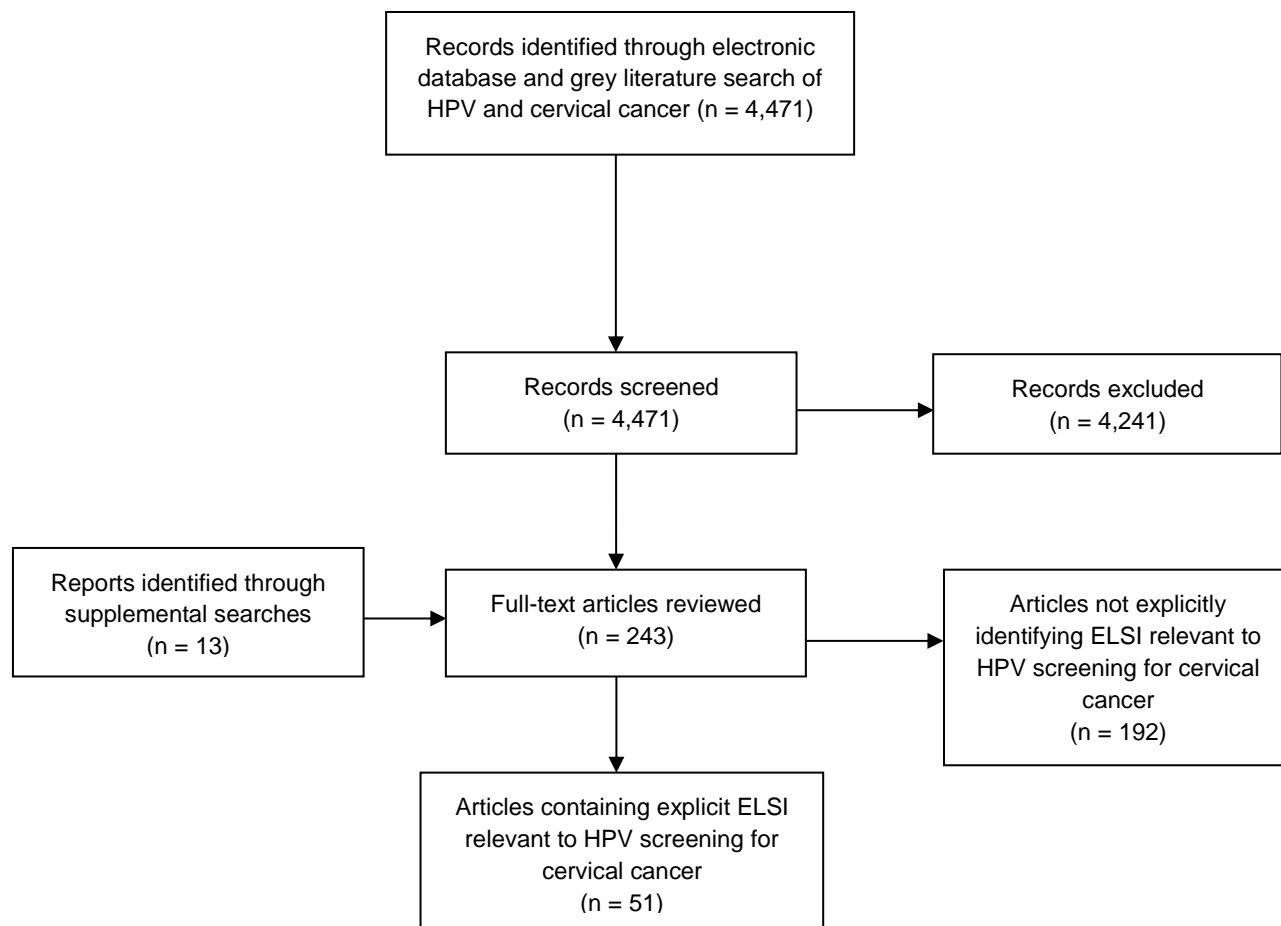 Records identified through electronic
database and grey literature search of
HPV and cervical cancer (n = 4,471)
Records screened
(n = 4,471)
Records excluded
(n = 4,241)
Reports identified through
supplemental searches
(n = 13)
Full-text articles reviewed
(n = 243)
Articles not explicitly
identifying ELSI relevant to
HPV screening for cervical
cancer
(n = 192)
Articles containing explicit ELSI
relevant to HPV screening for
cervical cancer
(n = 51)